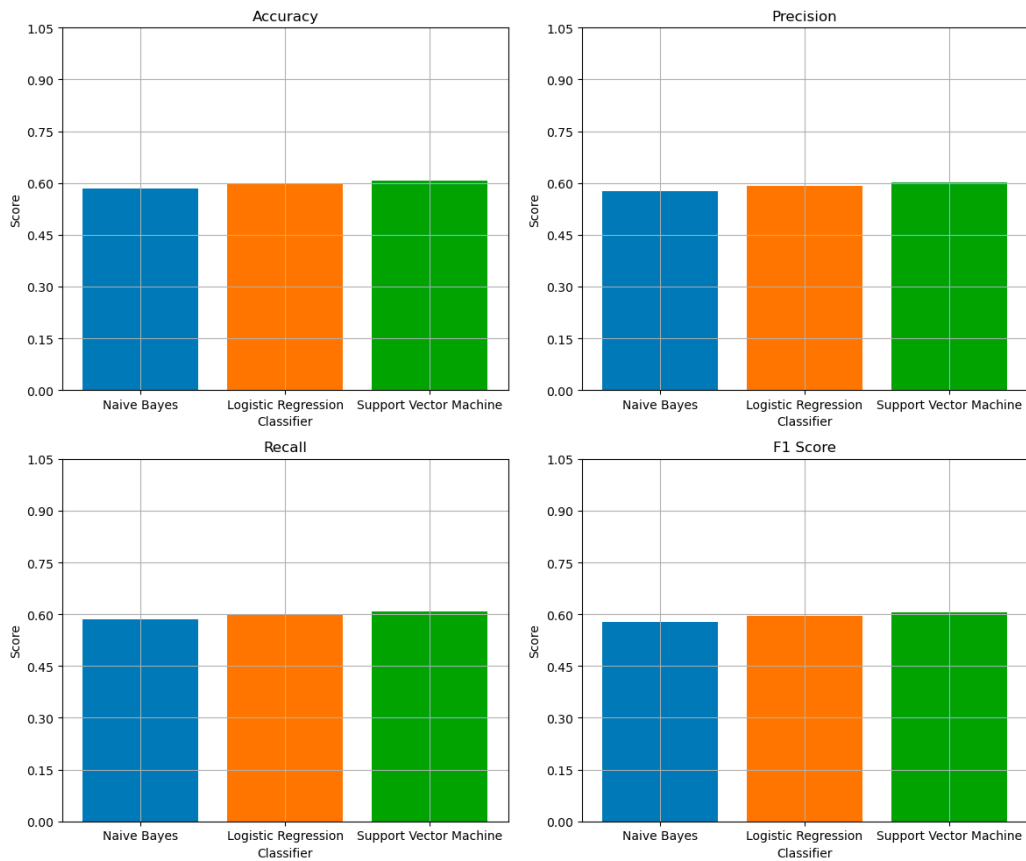 Accuracy
1.05
0.90
0.75
0.60
0.45
0.30
0.15
0.00
Score
Naive Bayes Logistic Regression Support Vector Machine
Classifier
Precision
1.05
0.90
0.75
0.60
0.45
0.30
0.15
0.00
Score
Naive Bayes Logistic Regression Support Vector Machine
Classifier
Recall
1.05
0.90
0.75
0.60
0.45
0.30
0.15
0.00
Score
Naive Bayes Logistic Regression Support Vector Machine
Classifier
F1 Score
1.05
0.90
0.75
0.60
0.45
0.30
0.15
0.00
Score
Naive Bayes Logistic Regression Support Vector Machine
Classifier